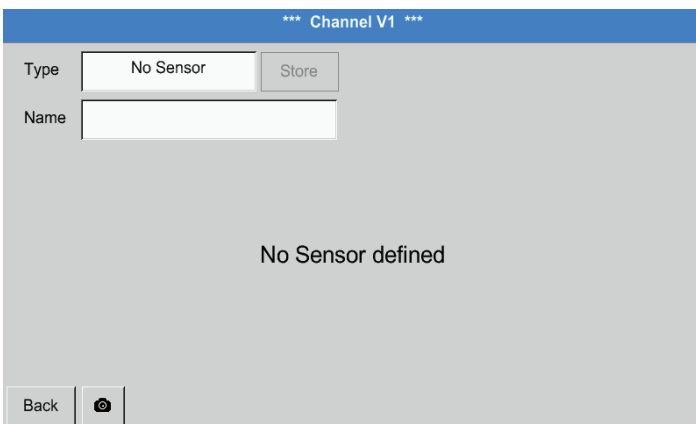 *** Channel V1 ***
Type No Sensor Store
Name
No Sensor defined
Back